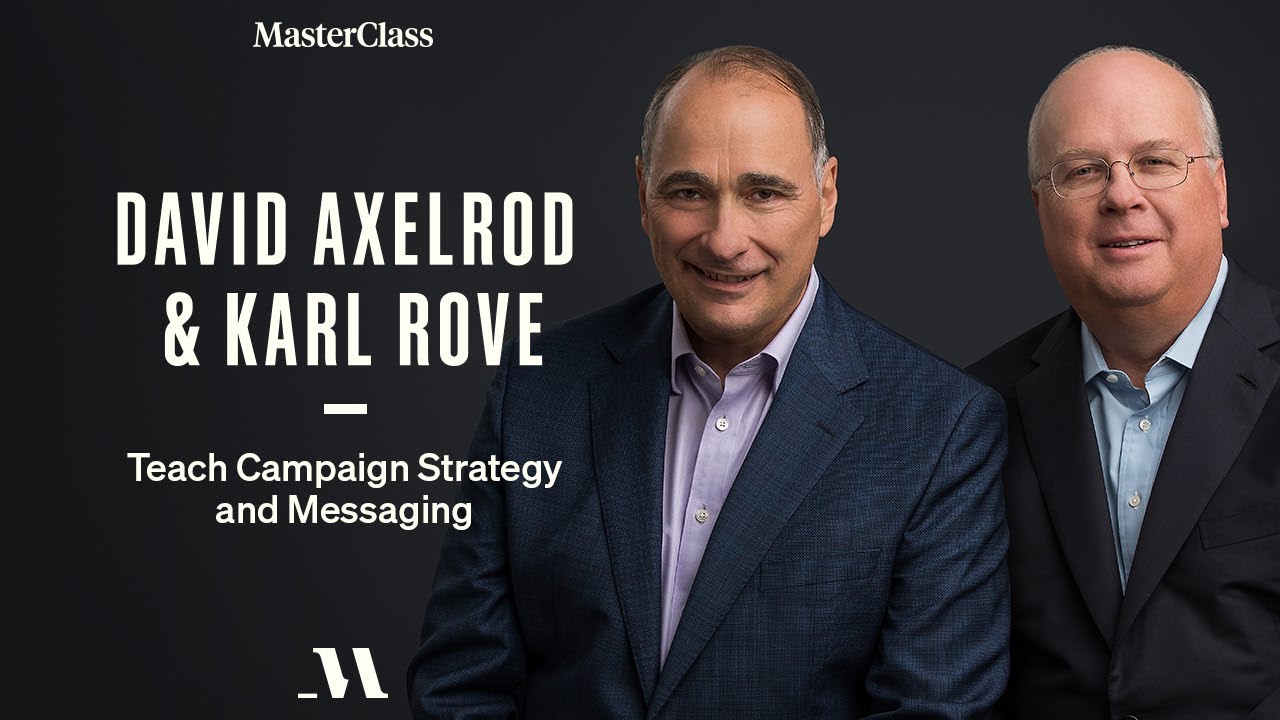 MasterClass
DAVID AXELROD
& KARL ROVE
Teach Campaign Strategy
and Messaging